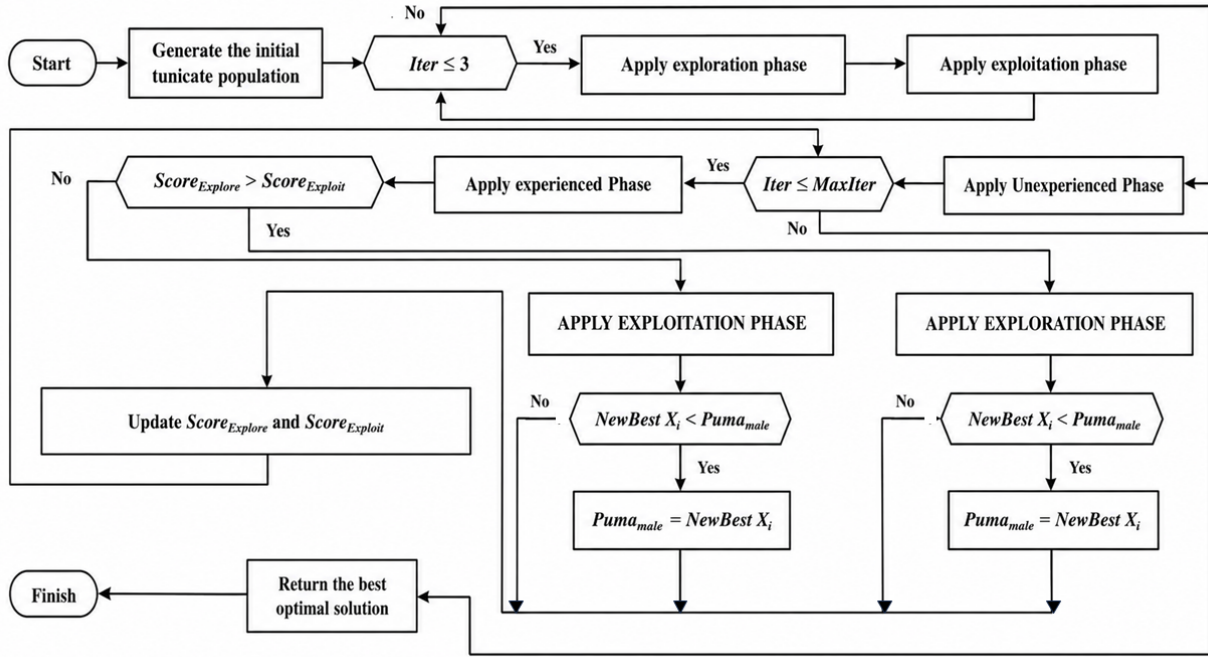 No
Start
Generate the initial
tunicate population
Iter ≤ 3
Yes
Apply exploration phase
Apply exploitation phase
No
Score_Explore > Score_Exploit
Apply experienced Phase
Yes
Iter ≤ MaxIter
Apply Unexperienced Phase
Yes
No
APPLY EXPLOITATION PHASE
APPLY EXPLORATION PHASE
Update Score_Explore and Score_Exploit
No
NewBest X_i < Puma_male
No
NewBest X_i < Puma_male
Yes
Yes
Puma_male = NewBest X_i
Puma_male = NewBest X_i
Finish
Return the best
optimal solution